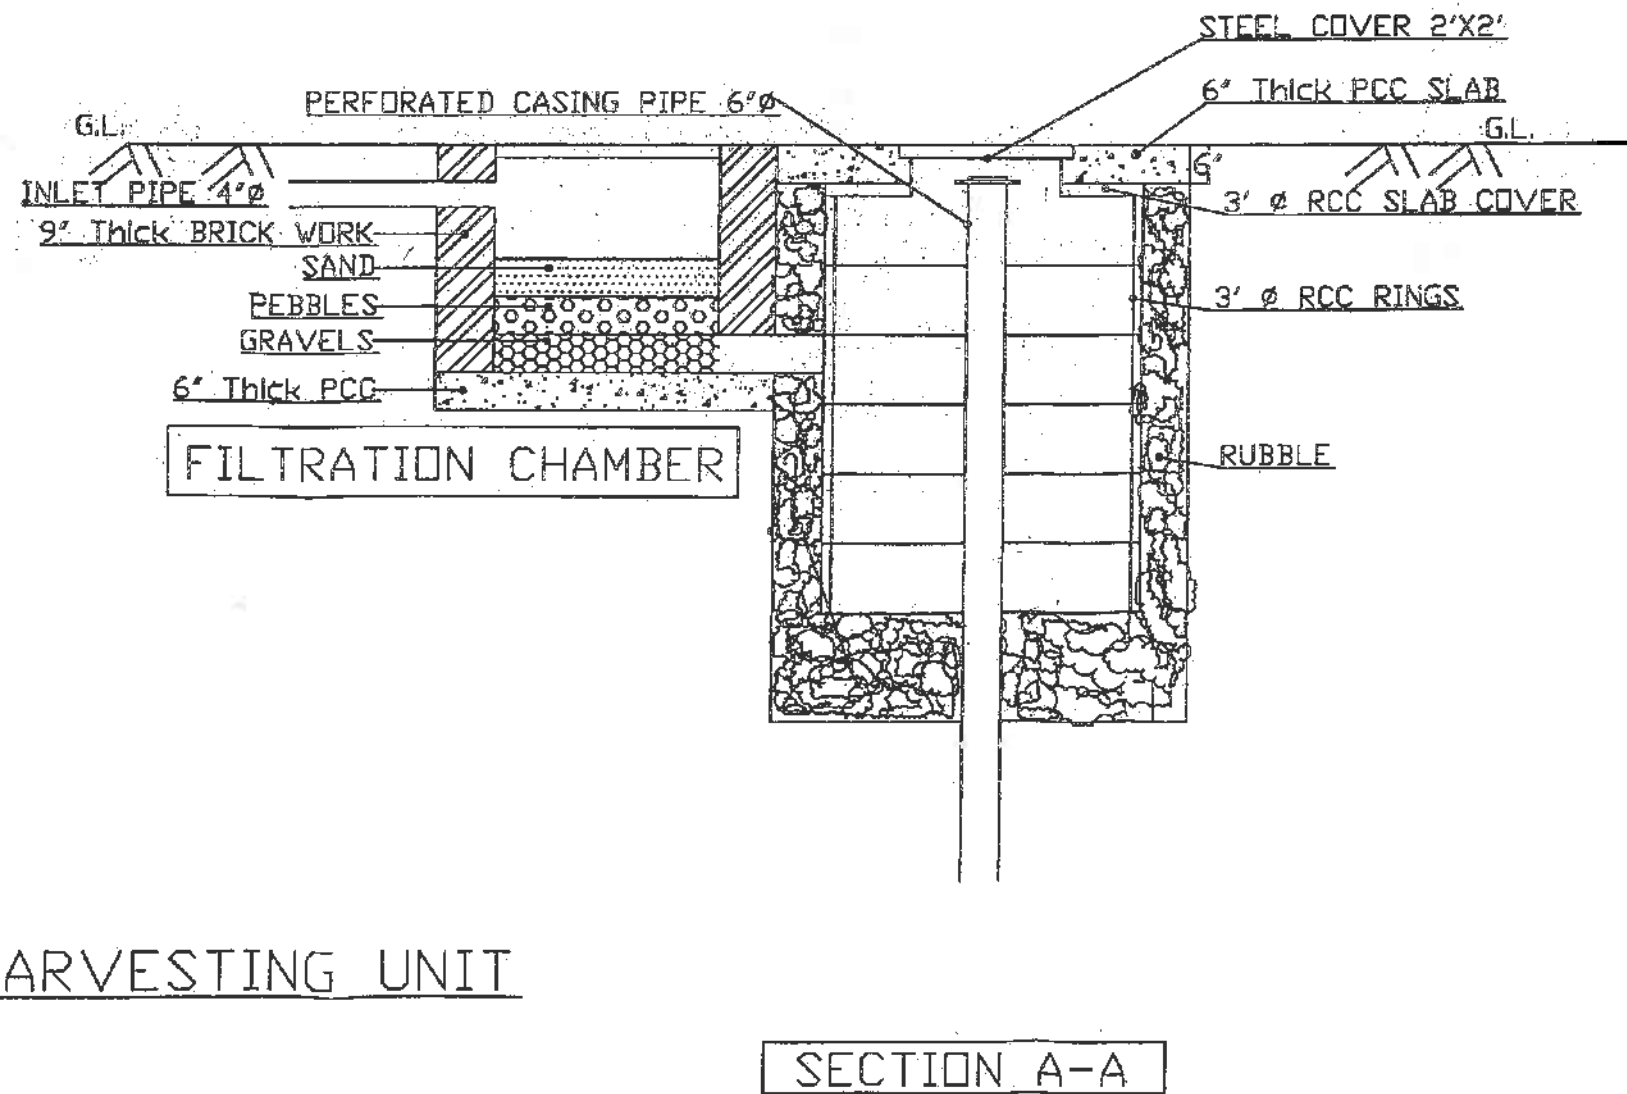 STEEL COVER 2'X2'
PERFORATED CASING PIPE 6"Ø
6" Thick PCC SLAB
G.L.
G.L.
6"
INLET PIPE 4"Ø
3' Ø RCC SLAB COVER
9" Thick BRICK WORK
SAND
PEBBLES
3' Ø RCC RINGS
GRAVELS
6" Thick PCC
FILTRATION CHAMBER
RUBBLE
ARVESTING UNIT
SECTION A-A